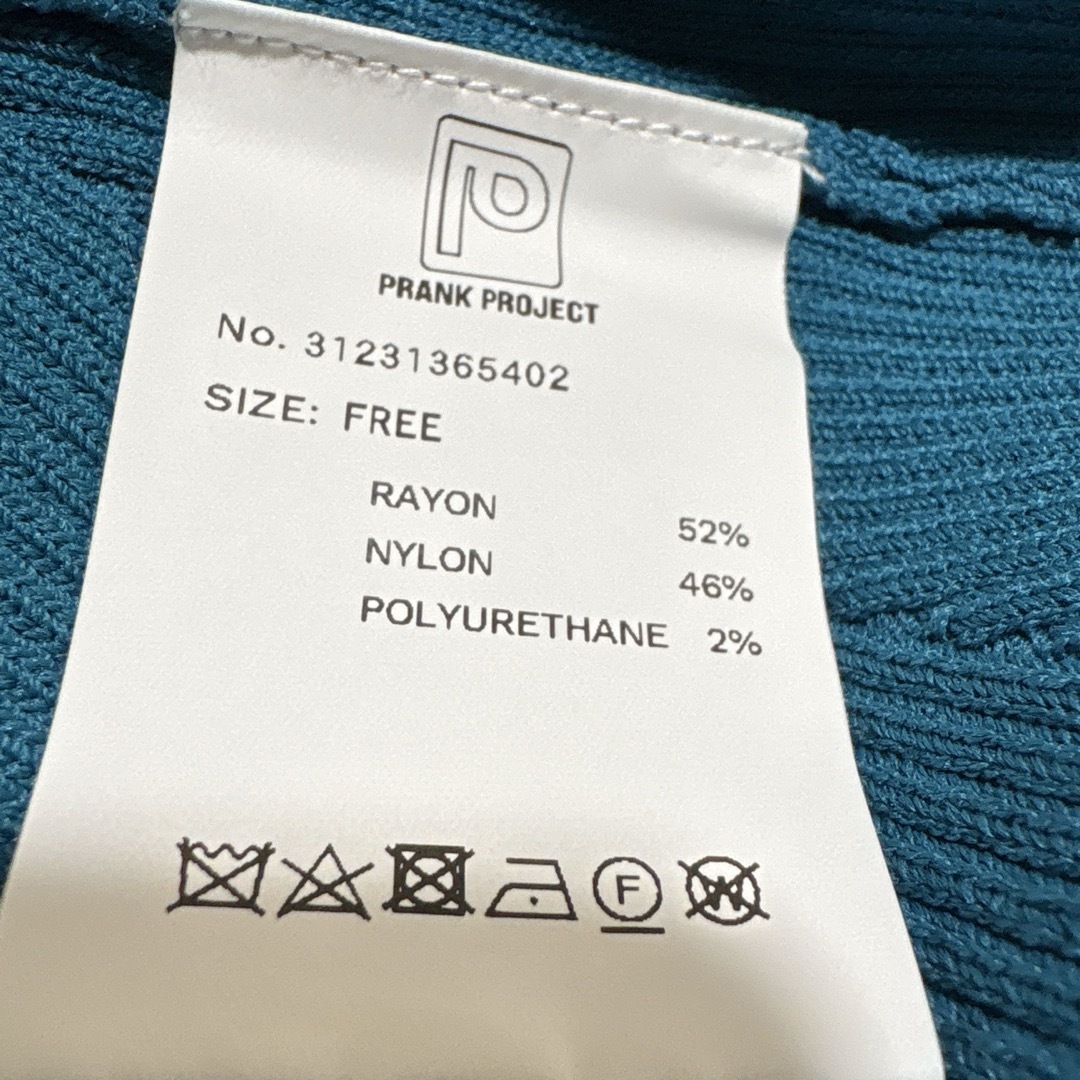 P
PRANK PROJECT
No. 31231365402
SIZE: FREE
RAYON 52%
NYLON 46%
POLYURETHANE 2%
F W